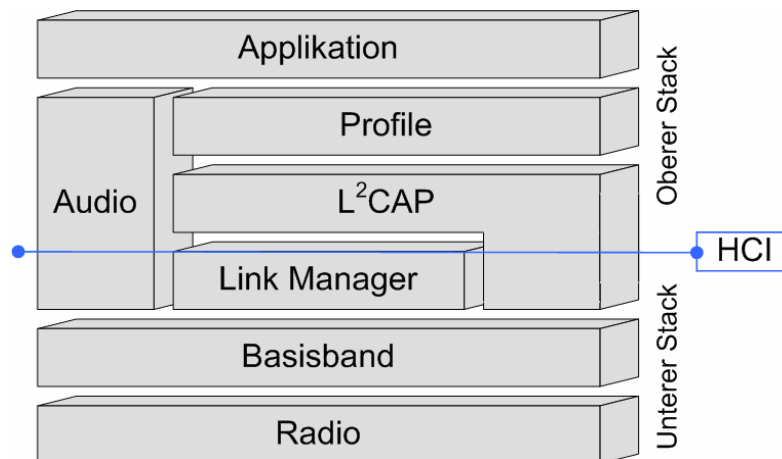 Applikation
Profile
Oberer Stack
Audio
L²CAP
HCI
Link Manager
Basisband
Unterer Stack
Radio